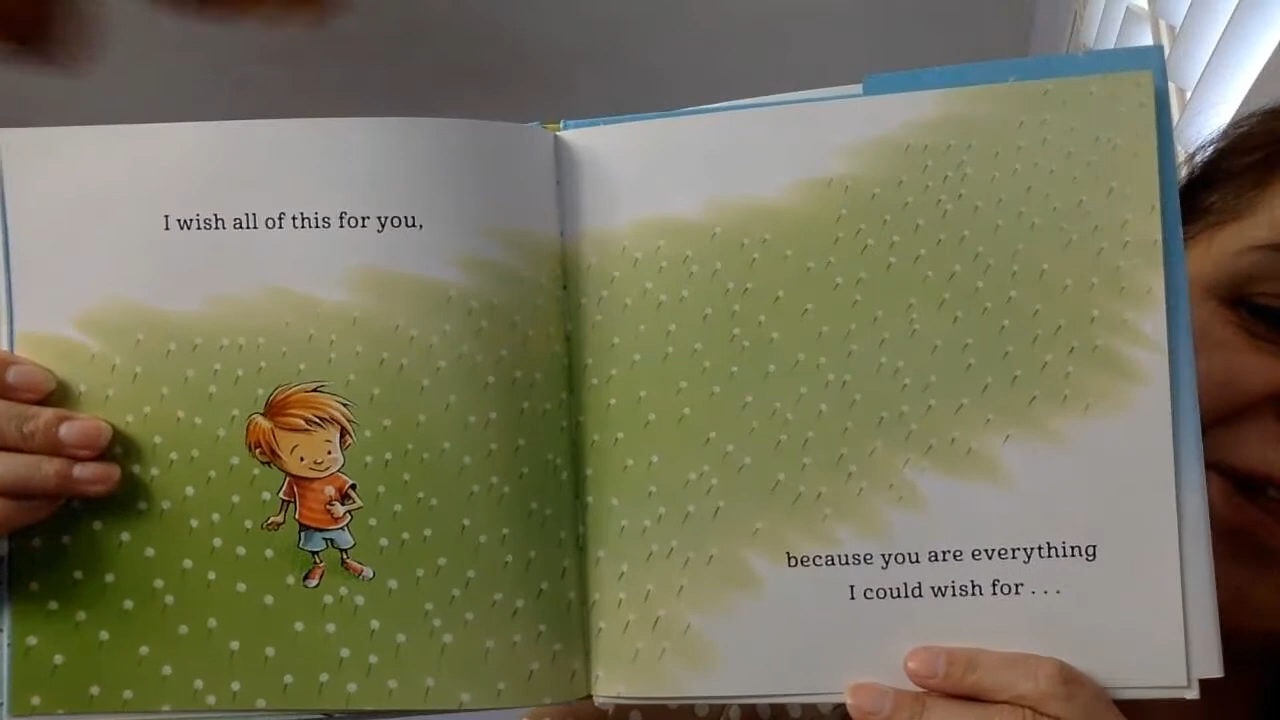 I wish all of this for you,
because you are everything
I could wish for . . .